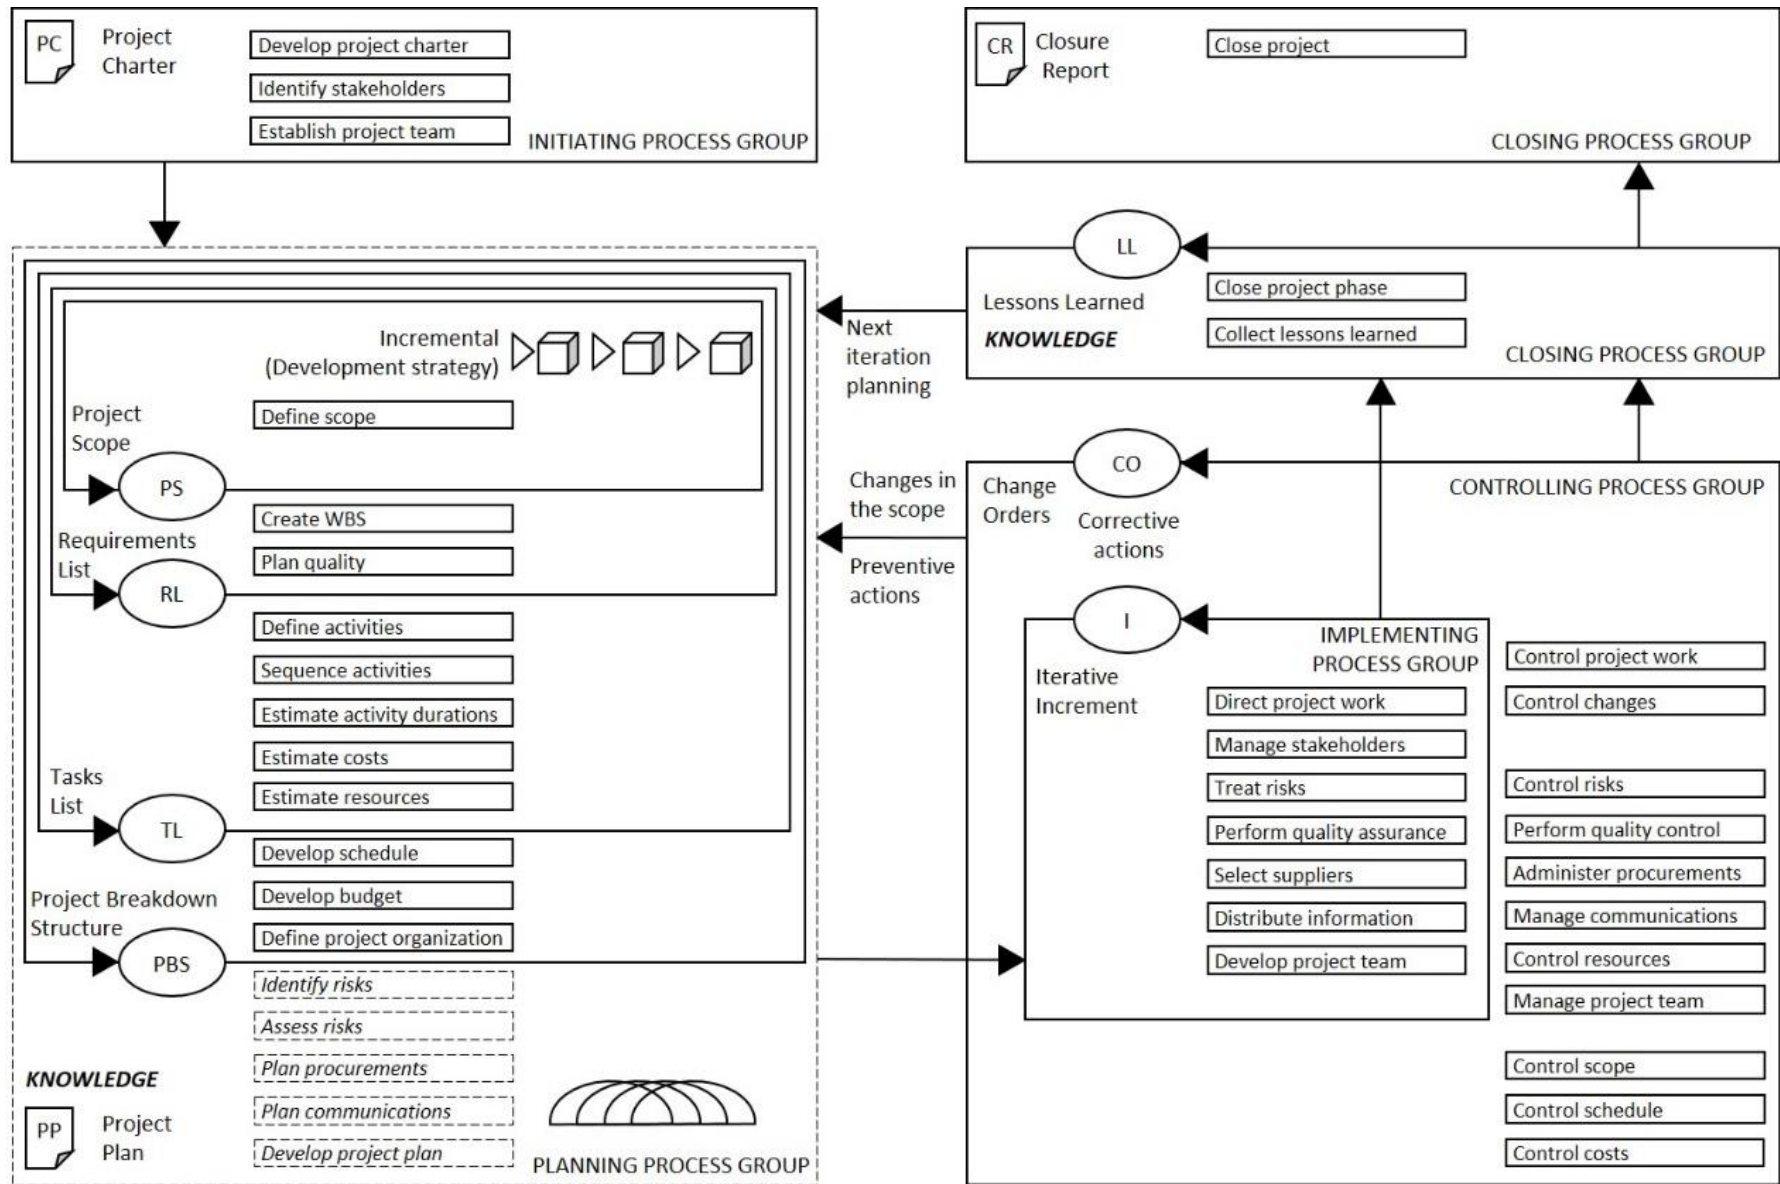 PC
Project
Charter
Develop project charter
Identify stakeholders
Establish project team
INITIATING PROCESS GROUP
CR
Closure
Report
Close project
CLOSING PROCESS GROUP
Incremental
(Development strategy)
Project
Scope
Define scope
PS
Create WBS
Requirements
List
Plan quality
RL
Define activities
Sequence activities
Estimate activity durations
Estimate costs
Tasks
List
Estimate resources
TL
Develop schedule
Project Breakdown
Structure
Develop budget
Define project organization
PBS
Identify risks
Assess risks
Plan procurements
KNOWLEDGE
Plan communications
PP
Project
Plan
Develop project plan
PLANNING PROCESS GROUP
Next
iteration
planning
Changes in
the scope
Preventive
actions
LL
Lessons Learned
KNOWLEDGE
Close project phase
Collect lessons learned
CLOSING PROCESS GROUP
CO
Change
Orders
Corrective
actions
CONTROLLING PROCESS GROUP
I
Iterative
Increment
IMPLEMENTING
PROCESS GROUP
Direct project work
Manage stakeholders
Treat risks
Perform quality assurance
Select suppliers
Distribute information
Develop project team
Control project work
Control changes
Control risks
Perform quality control
Administer procurements
Manage communications
Control resources
Manage project team
Control scope
Control schedule
Control costs